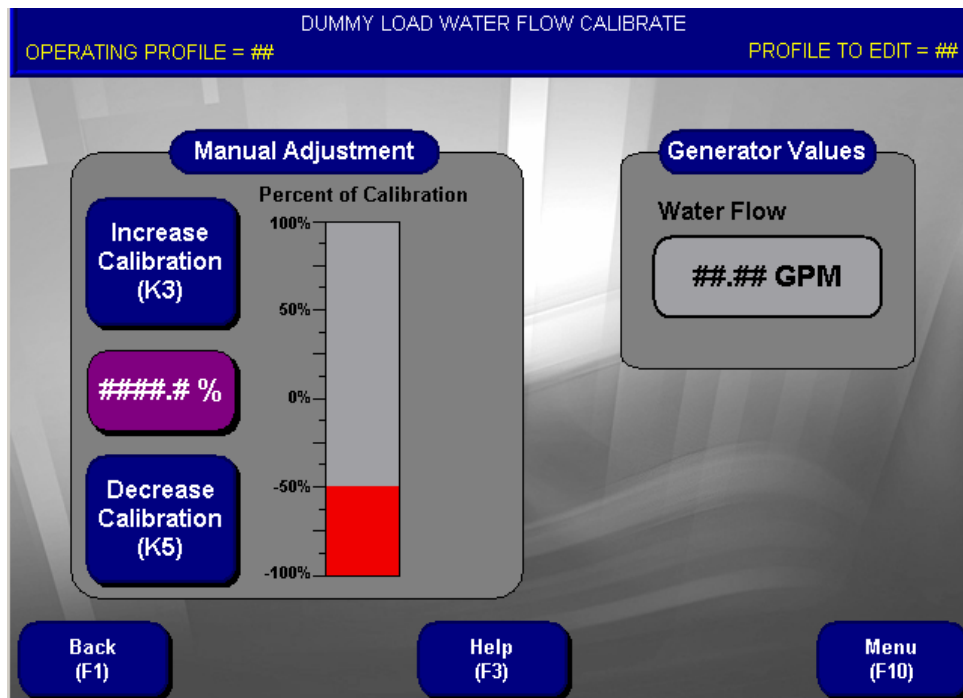 DUMMY LOAD WATER FLOW CALIBRATE
OPERATING PROFILE = ##
PROFILE TO EDIT = ##
Manual Adjustment
Percent of Calibration
Increase
Calibration
(K3)
####.# %
Decrease
Calibration
(K5)
100%
50%
0%
-50%
-100%
Generator Values
Water Flow
##.## GPM
Back
(F1)
Help
(F3)
Menu
(F10)